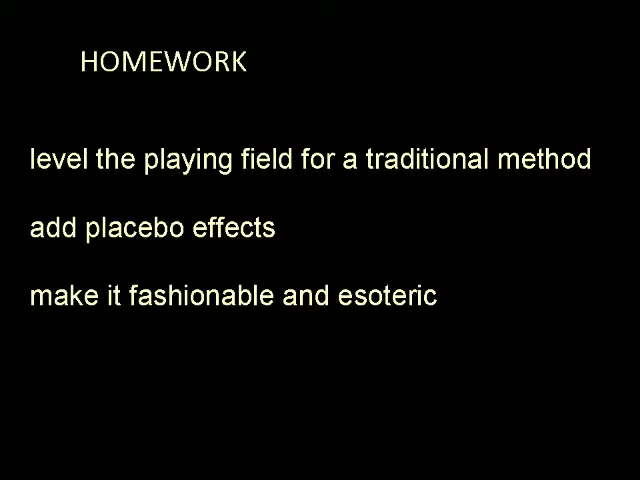 HOMEWORK
level the playing field for a traditional method
add placebo effects
make it fashionable and esoteric